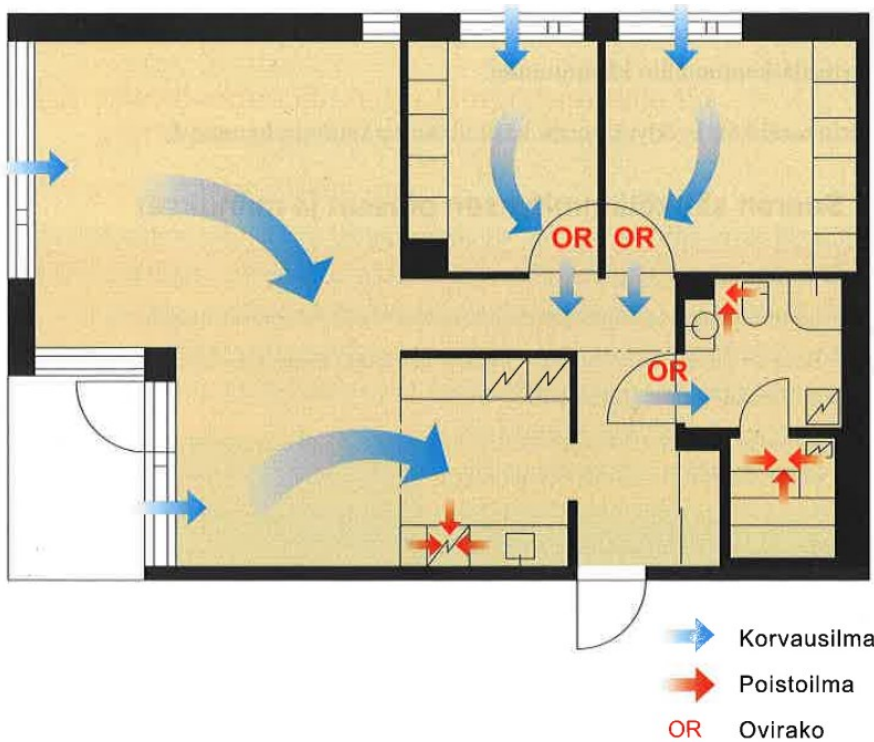 OR
OR
OR
Korvausilma
Poistoilma
OR Ovirako